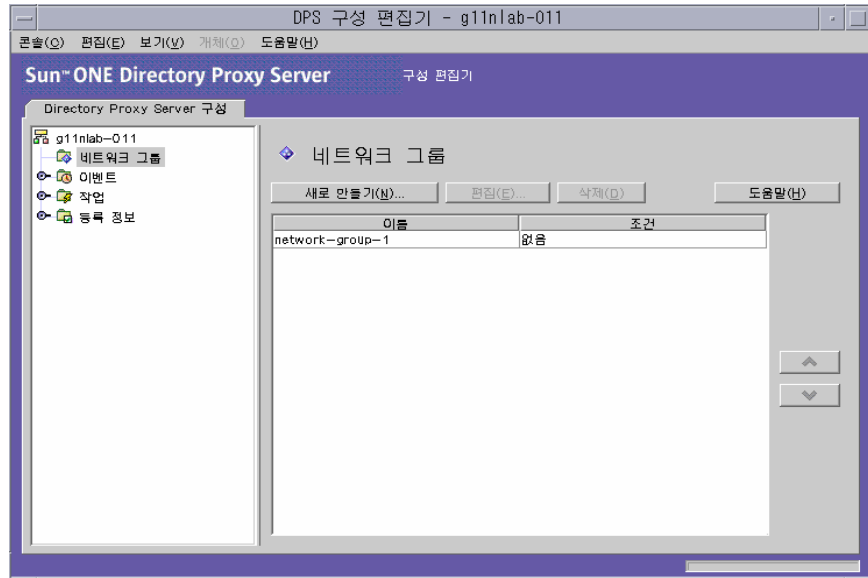 DPS 구성 편집기 - g11nlab-011
콘솔(O) 편집(E) 보기(V) 개체(O) 도움말(H)
Sun™ ONE Directory Proxy Server 구성 편집기
Directory Proxy Server 구성
g11nlab-011
네트워크 그룹
이벤트
작업
등록 정보
네트워크 그룹
새로 만들기(N)... 편집(E)... 삭제(D) 도움말(H)
이름 조건
network-group-1 없음